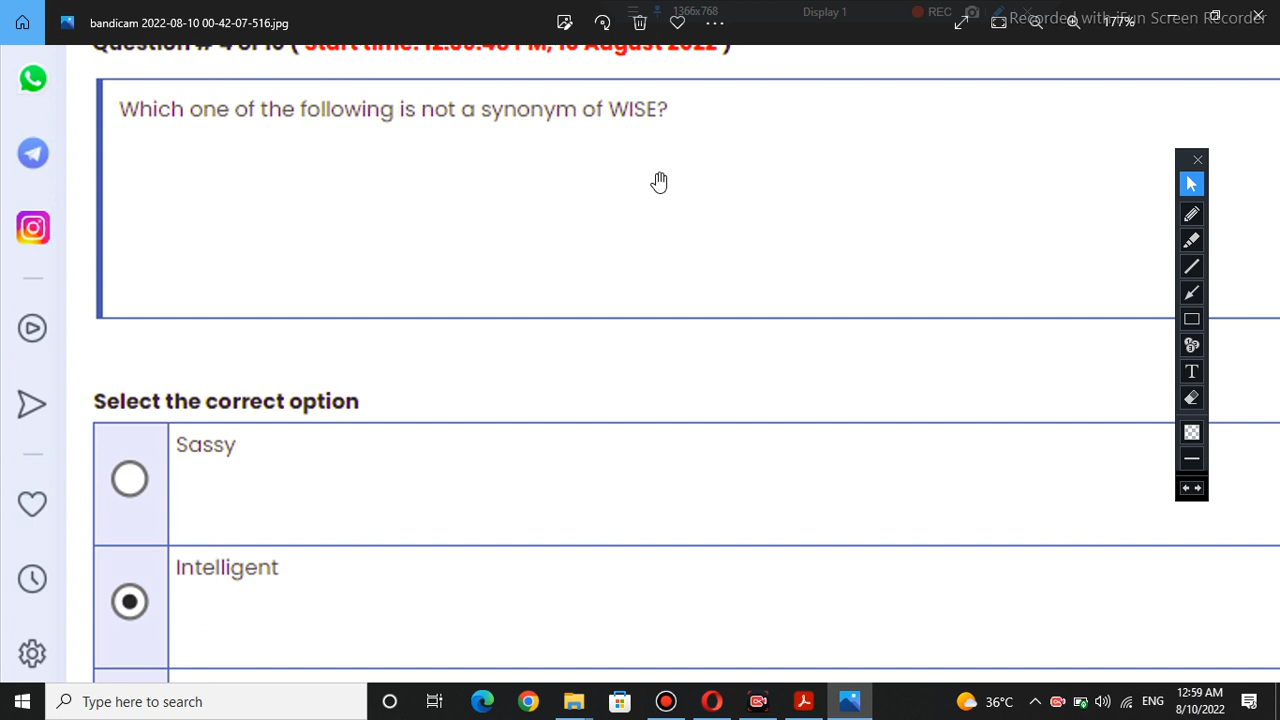 bandicam 2022-08-10 00-42-07-516.jpg
1366x768
Display 1
REC
Recorded with
Screen Recorder
177%
Which one of the following is not a synonym of WISE?
Select the correct option
Sassy
Intelligent
Type here to search
36°C
ENG
12:59 AM
8/10/2022